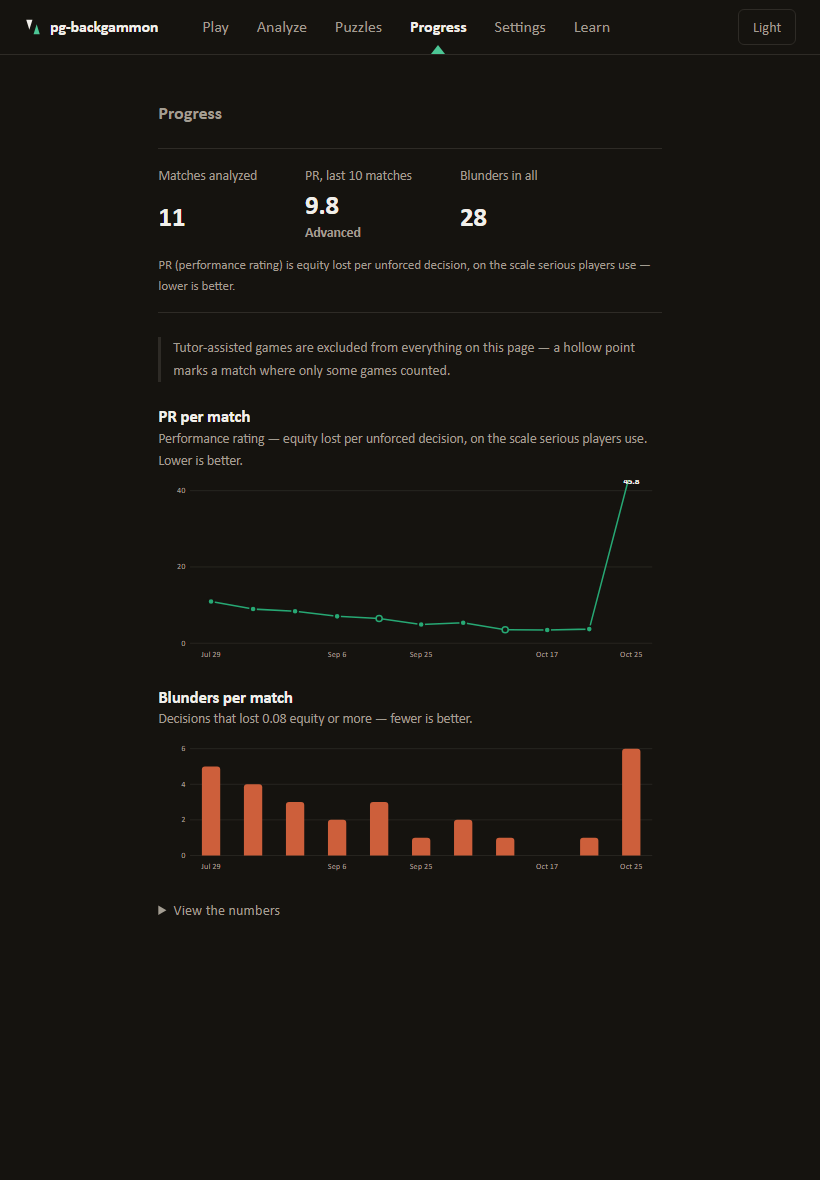 pg-backgammon
Play
Analyze
Puzzles
Progress
Settings
Learn
Light
Progress
Matches analyzed
PR, last 10 matches
Blunders in all
11
9.8
28
Advanced
PR (performance rating) is equity lost per unforced decision, on the scale serious players use —
lower is better.
Tutor-assisted games are excluded from everything on this page — a hollow point
marks a match where only some games counted.
PR per match
Performance rating — equity lost per unforced decision, on the scale serious players use.
Lower is better.
45.8
40
20
0
Jul 29
Sep 6
Sep 25
Oct 17
Oct 25
Blunders per match
Decisions that lost 0.08 equity or more — fewer is better.
6
4
2
0
Jul 29
Sep 6
Sep 25
Oct 17
Oct 25
View the numbers